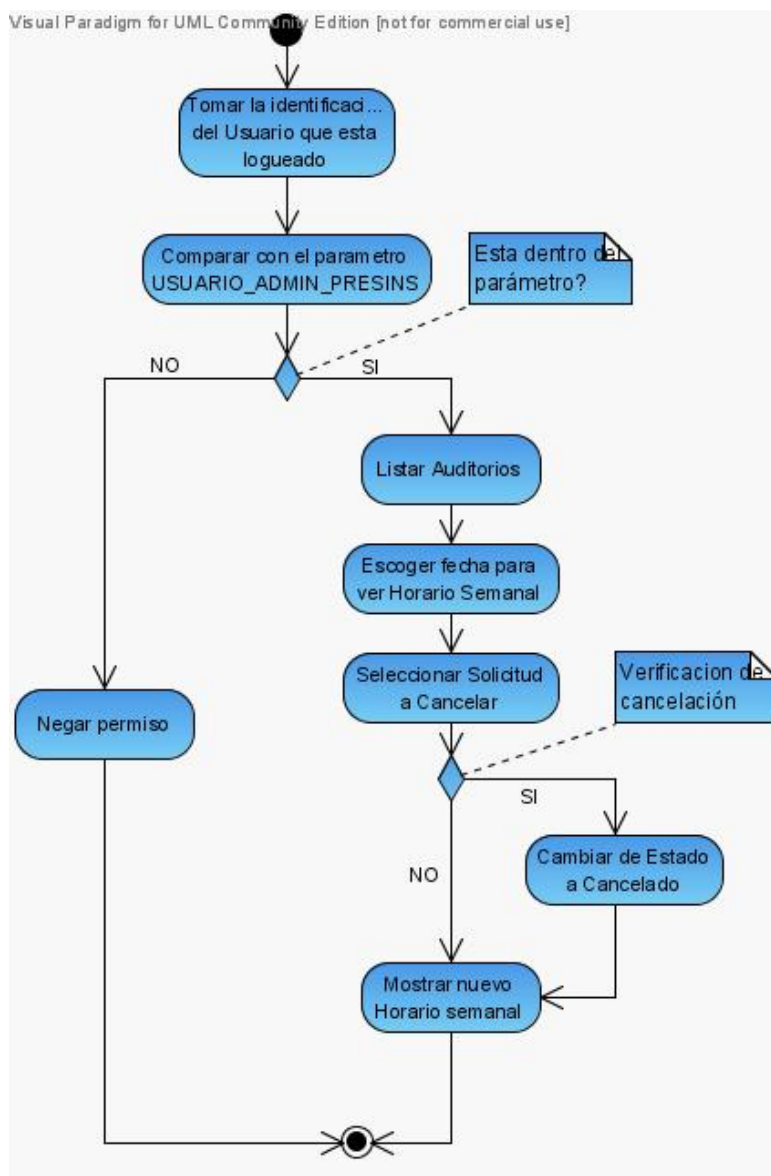 Visual Paradigm for UML Community Edition [not for commercial use]
Tomar la identificaci...
del Usuario que esta
logueado
Comparar con el parametro
USUARIO_ADMIN_PRESINS
Esta dentro del
parámetro?
NO
SI
Listar Auditorios
Escoger fecha para
ver Horario Semanal
Seleccionar Solicitud
a Cancelar
Verificacion de
cancelación
Negar permiso
SI
Cambiar de Estado
a Cancelado
NO
Mostrar nuevo
Horario semanal